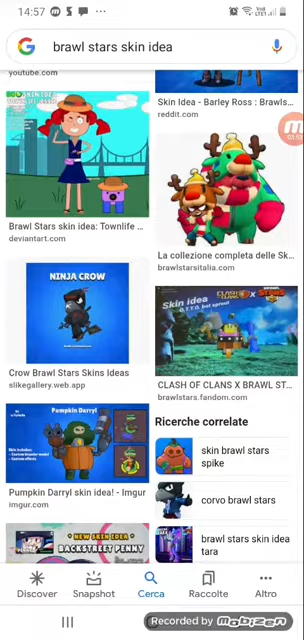 14:57
brawl stars skin idea
youtube.com
Skin Idea - Barley Ross : Brawls...
reddit.com
SKIN IDEA
Brawl Stars skin idea: Townlife ...
deviantart.com
La collezione completa delle Sk...
brawlstarsitalia.com
NINJA CROW
Crow Brawl Stars Skins Ideas
slikegallery.web.app
Skin idea
CLASH OF CLANS X BRAWL ST...
brawlstars.fandom.com
Pumpkin Darryl
Pumpkin Darryl skin idea! - Imgur
imgur.com
Ricerche correlate
skin brawl stars
spike
corvo brawl stars
brawl stars skin idea
tara
* NEW SKIN IDEA *
BACKSTREET PENNY
Discover
Snapshot
Cerca
Raccolte
Altro
Recorded by Mobizen